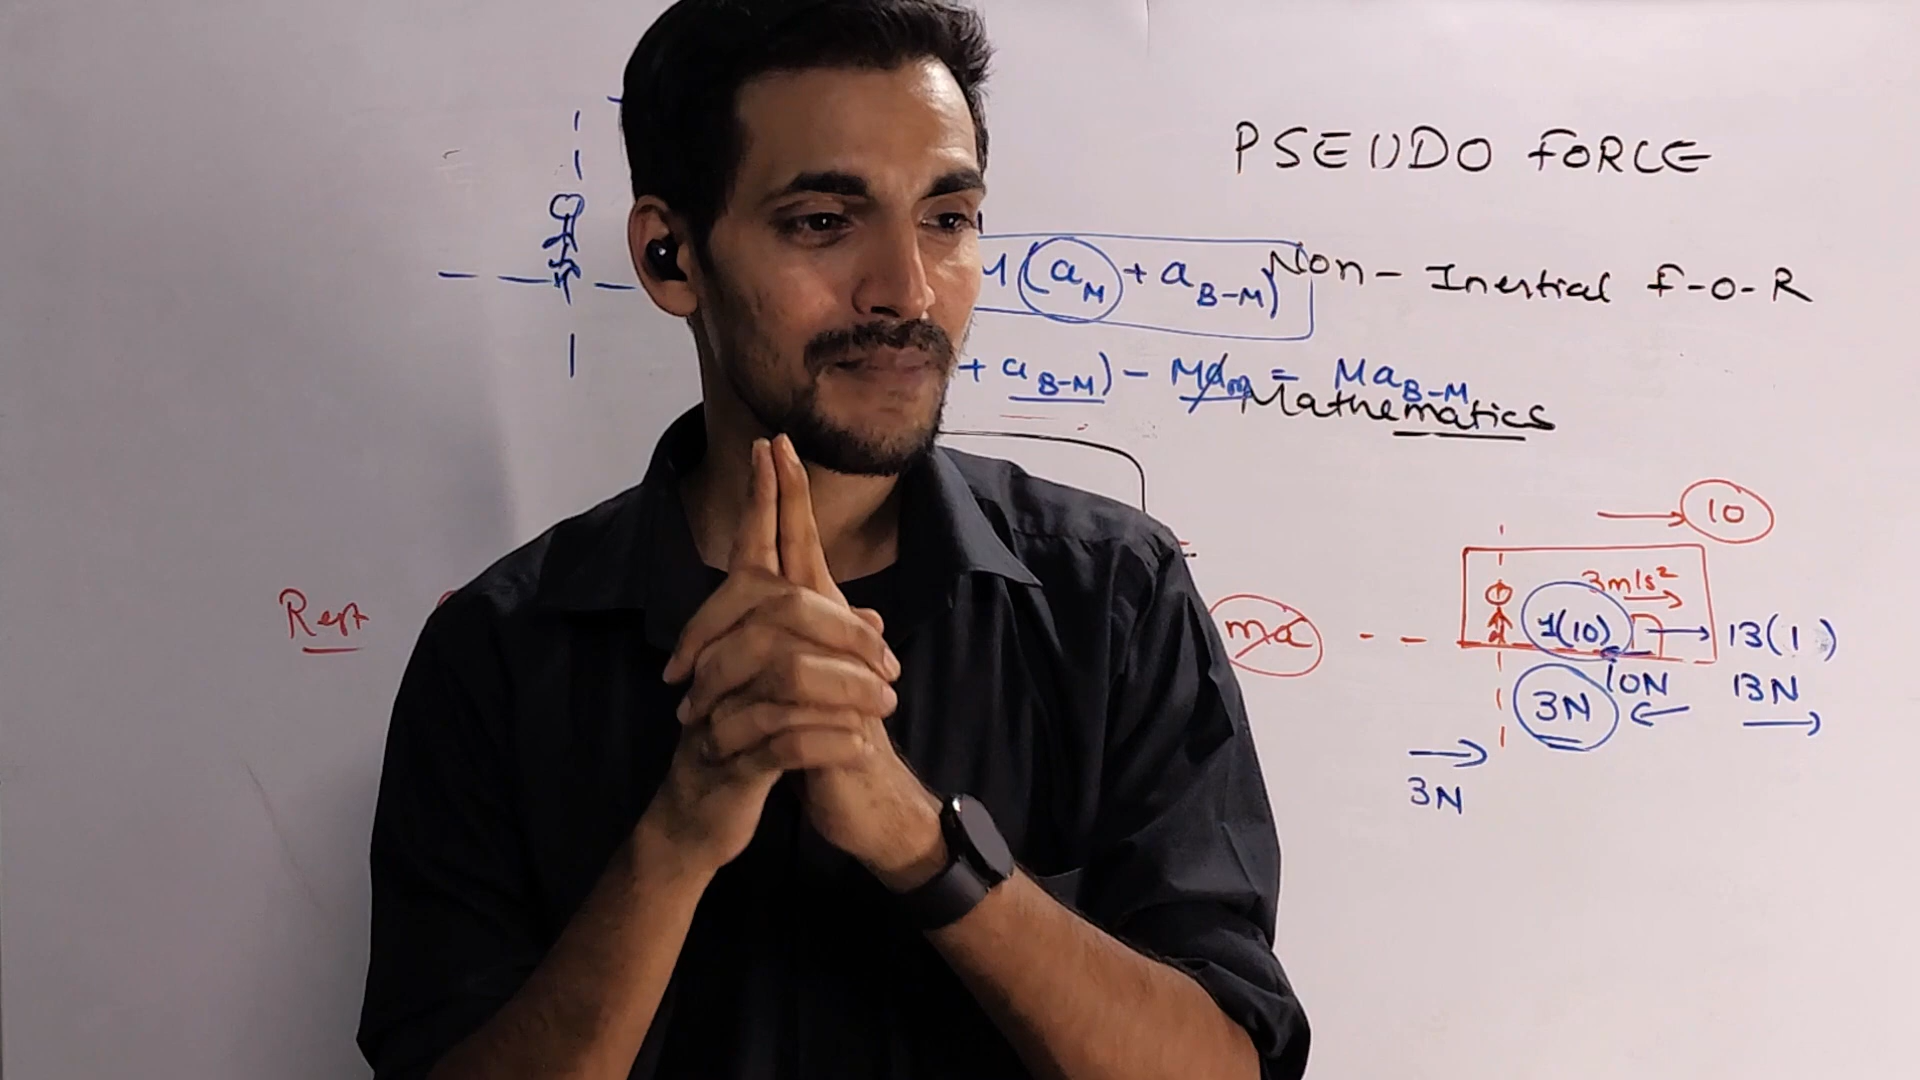 PSEUDO FORCE
(a_M + a_B-M)
Non-Inertial F-O-R
+ a_B-M) - Ma_m = Ma_B-M
Mathematics
10
3m/s²
Rest
ma
1(10)
13(1)
10N
13N
3N
3N